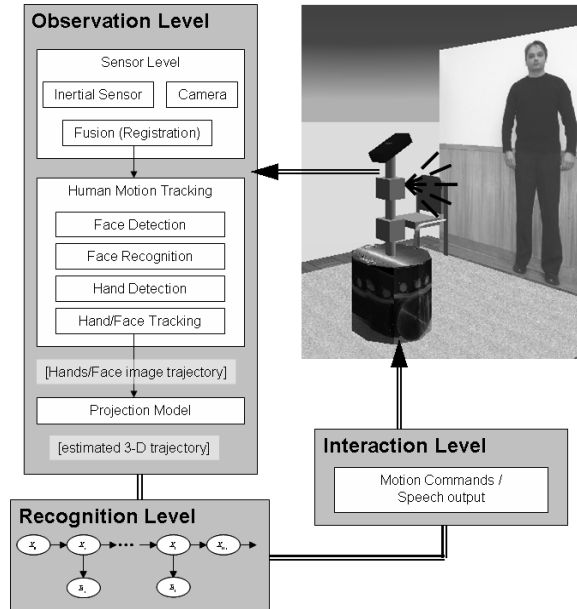 Observation Level
Sensor Level
Inertial Sensor
Camera
Fusion (Registration)
Human Motion Tracking
Face Detection
Face Recognition
Hand Detection
Hand/Face Tracking
[Hands/Face image trajectory]
Projection Model
[estimated 3-D trajectory]
Interaction Level
Motion Commands /
Speech output
Recognition Level